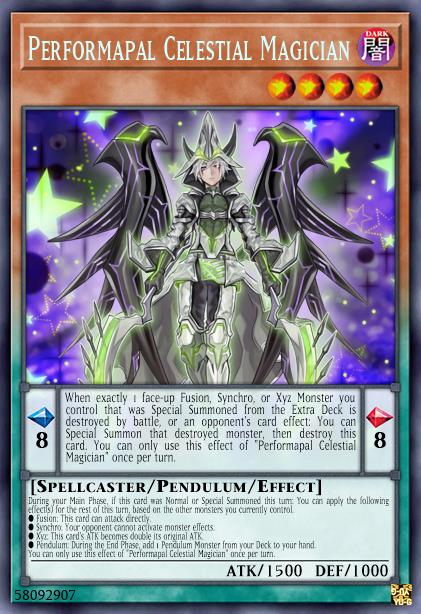 PERFORMAPAL CELESTIAL MAGICIAN
DARK
闇
When exactly 1 face-up Fusion, Synchro, or Xyz Monster you
control that was Special Summoned from the Extra Deck is
destroyed by battle, or an opponent's card effect: You can
Special Summon that destroyed monster, then destroy this
card. You can only use this effect of "Performapal Celestial
Magician" once per turn.
8
8
[SPELLCASTER/PENDULUM/EFFECT]
During your Main Phase, if this card was Normal or Special Summoned this turn: You can apply the following
effect(s) for the rest of this turn, based on the other monsters you currently control.
● Fusion: This card can attack directly.
● Synchro: Your opponent cannot activate monster effects.
● Xyz: This card's ATK becomes double its original ATK.
● Pendulum: During the End Phase, add 1 Pendulum Monster from your Deck to your hand.
You can only use this effect of "Performapal Celestial Magician" once per turn.
ATK/1500 DEF/1000
58092907